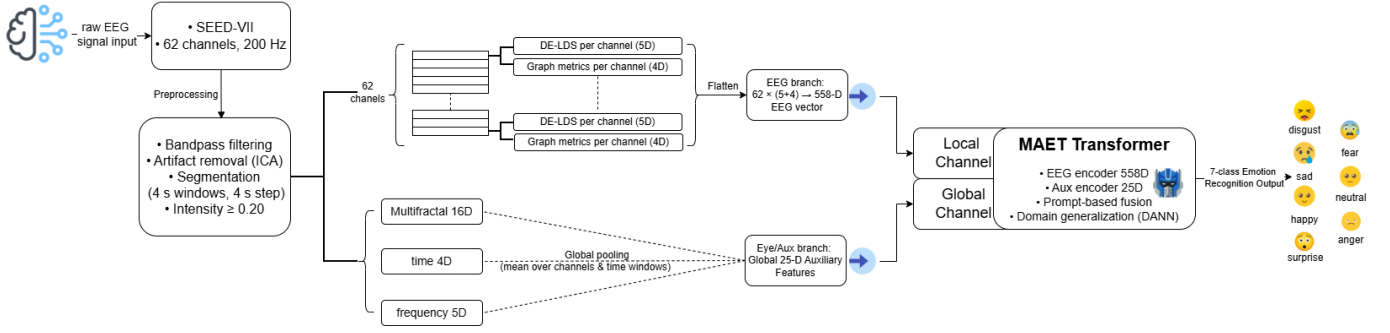 raw EEG
signal input
• SEED-VII
• 62 channels, 200 Hz
Preprocessing
• Bandpass filtering
• Artifact removal (ICA)
• Segmentation
(4 s windows, 4 s step)
• Intensity ≥ 0.20
62
chanels
DE-LDS per channel (5D)
Graph metrics per channel (4D)
DE-LDS per channel (5D)
Graph metrics per channel (4D)
Flatten
EEG branch:
62 × (5+4) → 558-D
EEG vector
Multifractal 16D
time 4D
frequency 5D
Global pooling
(mean over channels & time windows)
Eye/Aux branch:
Global 25-D Auxiliary
Features
Local
Channel
Global
Channel
MAET Transformer
• EEG encoder 558D
• Aux encoder 25D
• Prompt-based fusion
• Domain generalization (DANN)
7-class Emotion
Recognition Output
disgust
fear
sad
neutral
happy
anger
surprise